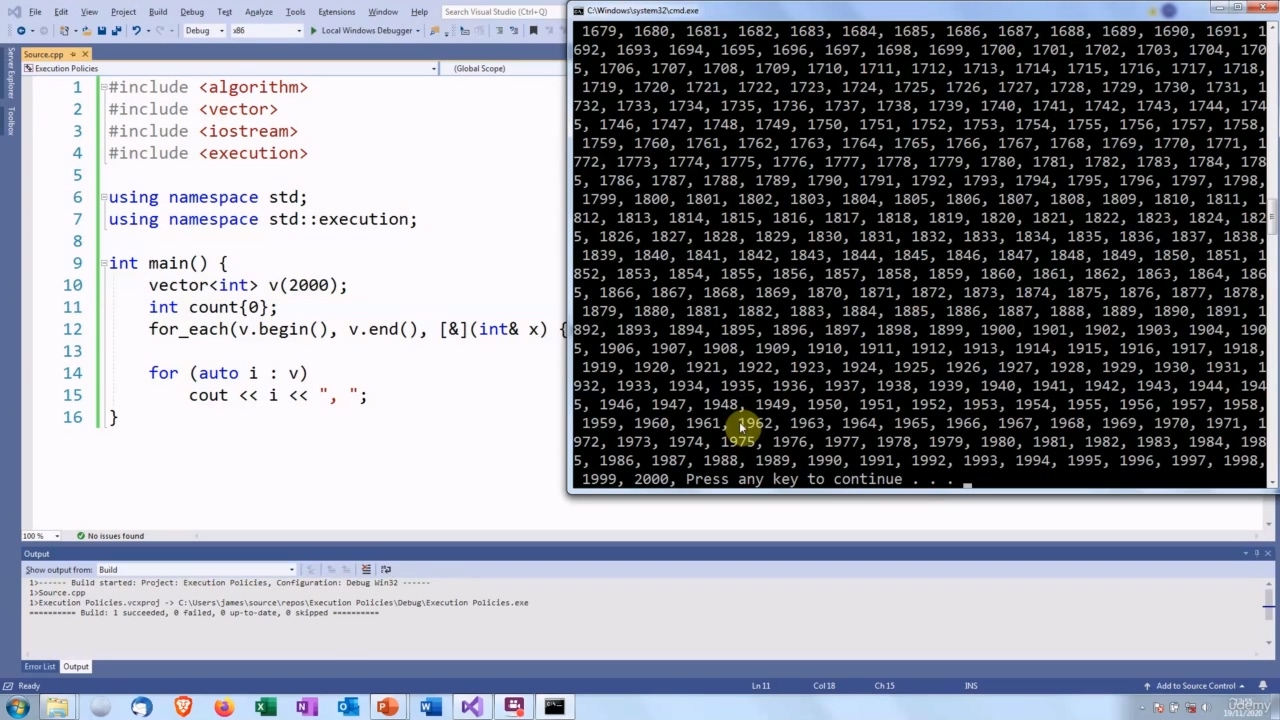 File Edit View Project Build Debug Test Analyze Tools Extensions Window Help Search Visual Studio (Ctrl+Q)
Debug x86 Local Windows Debugger
Server Explorer
Toolbox
Source.cpp
Execution Policies (Global Scope)
1 #include <algorithm>
2 #include <vector>
3 #include <iostream>
4 #include <execution>
5
6 using namespace std;
7 using namespace std::execution;
8
9 int main() {
10 vector<int> v(2000);
11 int count{0};
12 for_each(v.begin(), v.end(), [&](int& x) {
13
14 for (auto i : v)
15 cout << i << ", ";
16 }
100 % No issues found
C:\Windows\system32\cmd.exe
1679, 1680, 1681, 1682, 1683, 1684, 1685, 1686, 1687, 1688, 1689, 1690, 1691, 1
692, 1693, 1694, 1695, 1696, 1697, 1698, 1699, 1700, 1701, 1702, 1703, 1704, 170
5, 1706, 1707, 1708, 1709, 1710, 1711, 1712, 1713, 1714, 1715, 1716, 1717, 1718,
1719, 1720, 1721, 1722, 1723, 1724, 1725, 1726, 1727, 1728, 1729, 1730, 1731, 1
732, 1733, 1734, 1735, 1736, 1737, 1738, 1739, 1740, 1741, 1742, 1743, 1744, 174
5, 1746, 1747, 1748, 1749, 1750, 1751, 1752, 1753, 1754, 1755, 1756, 1757, 1758,
1759, 1760, 1761, 1762, 1763, 1764, 1765, 1766, 1767, 1768, 1769, 1770, 1771, 1
772, 1773, 1774, 1775, 1776, 1777, 1778, 1779, 1780, 1781, 1782, 1783, 1784, 178
5, 1786, 1787, 1788, 1789, 1790, 1791, 1792, 1793, 1794, 1795, 1796, 1797, 1798,
1799, 1800, 1801, 1802, 1803, 1804, 1805, 1806, 1807, 1808, 1809, 1810, 1811, 1
812, 1813, 1814, 1815, 1816, 1817, 1818, 1819, 1820, 1821, 1822, 1823, 1824, 182
5, 1826, 1827, 1828, 1829, 1830, 1831, 1832, 1833, 1834, 1835, 1836, 1837, 1838,
1839, 1840, 1841, 1842, 1843, 1844, 1845, 1846, 1847, 1848, 1849, 1850, 1851, 1
852, 1853, 1854, 1855, 1856, 1857, 1858, 1859, 1860, 1861, 1862, 1863, 1864, 186
5, 1866, 1867, 1868, 1869, 1870, 1871, 1872, 1873, 1874, 1875, 1876, 1877, 1878,
1879, 1880, 1881, 1882, 1883, 1884, 1885, 1886, 1887, 1888, 1889, 1890, 1891, 1
892, 1893, 1894, 1895, 1896, 1897, 1898, 1899, 1900, 1901, 1902, 1903, 1904, 190
5, 1906, 1907, 1908, 1909, 1910, 1911, 1912, 1913, 1914, 1915, 1916, 1917, 1918,
1919, 1920, 1921, 1922, 1923, 1924, 1925, 1926, 1927, 1928, 1929, 1930, 1931, 1
932, 1933, 1934, 1935, 1936, 1937, 1938, 1939, 1940, 1941, 1942, 1943, 1944, 194
5, 1946, 1947, 1948, 1949, 1950, 1951, 1952, 1953, 1954, 1955, 1956, 1957, 1958,
1959, 1960, 1961, 1962, 1963, 1964, 1965, 1966, 1967, 1968, 1969, 1970, 1971, 1
972, 1973, 1974, 1975, 1976, 1977, 1978, 1979, 1980, 1981, 1982, 1983, 1984, 198
5, 1986, 1987, 1988, 1989, 1990, 1991, 1992, 1993, 1994, 1995, 1996, 1997, 1998,
1999, 2000, Press any key to continue . . .
Output
Show output from: Build
1>------ Build started: Project: Execution Policies, Configuration: Debug Win32 ------
1>Source.cpp
1>Execution Policies.vcxproj -> C:\Users\james\source\repos\Execution Policies\Debug\Execution Policies.exe
========== Build: 1 succeeded, 0 failed, 0 up-to-date, 0 skipped ==========
Error List Output
Ready Ln 11 Col 18 Ch 15 INS Add to Source Control
19/11/2020
Udemy